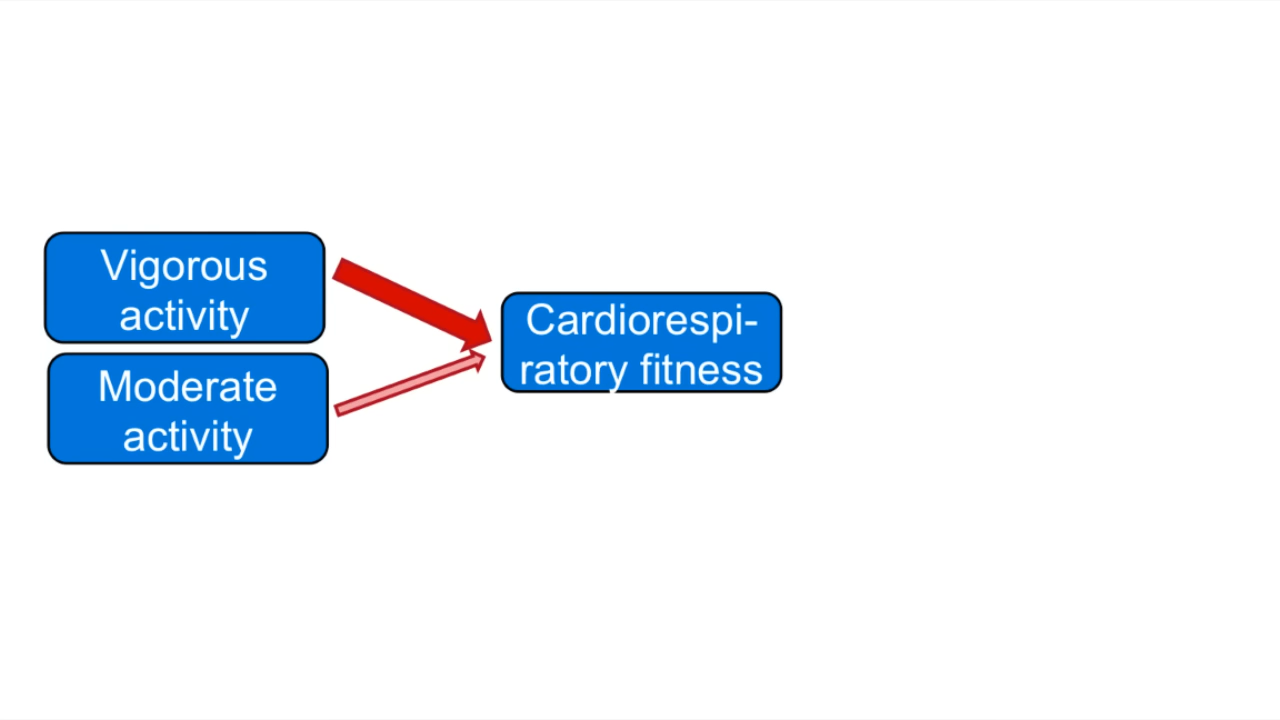 Vigorous
activity
Moderate
activity
Cardiorespi-
ratory fitness